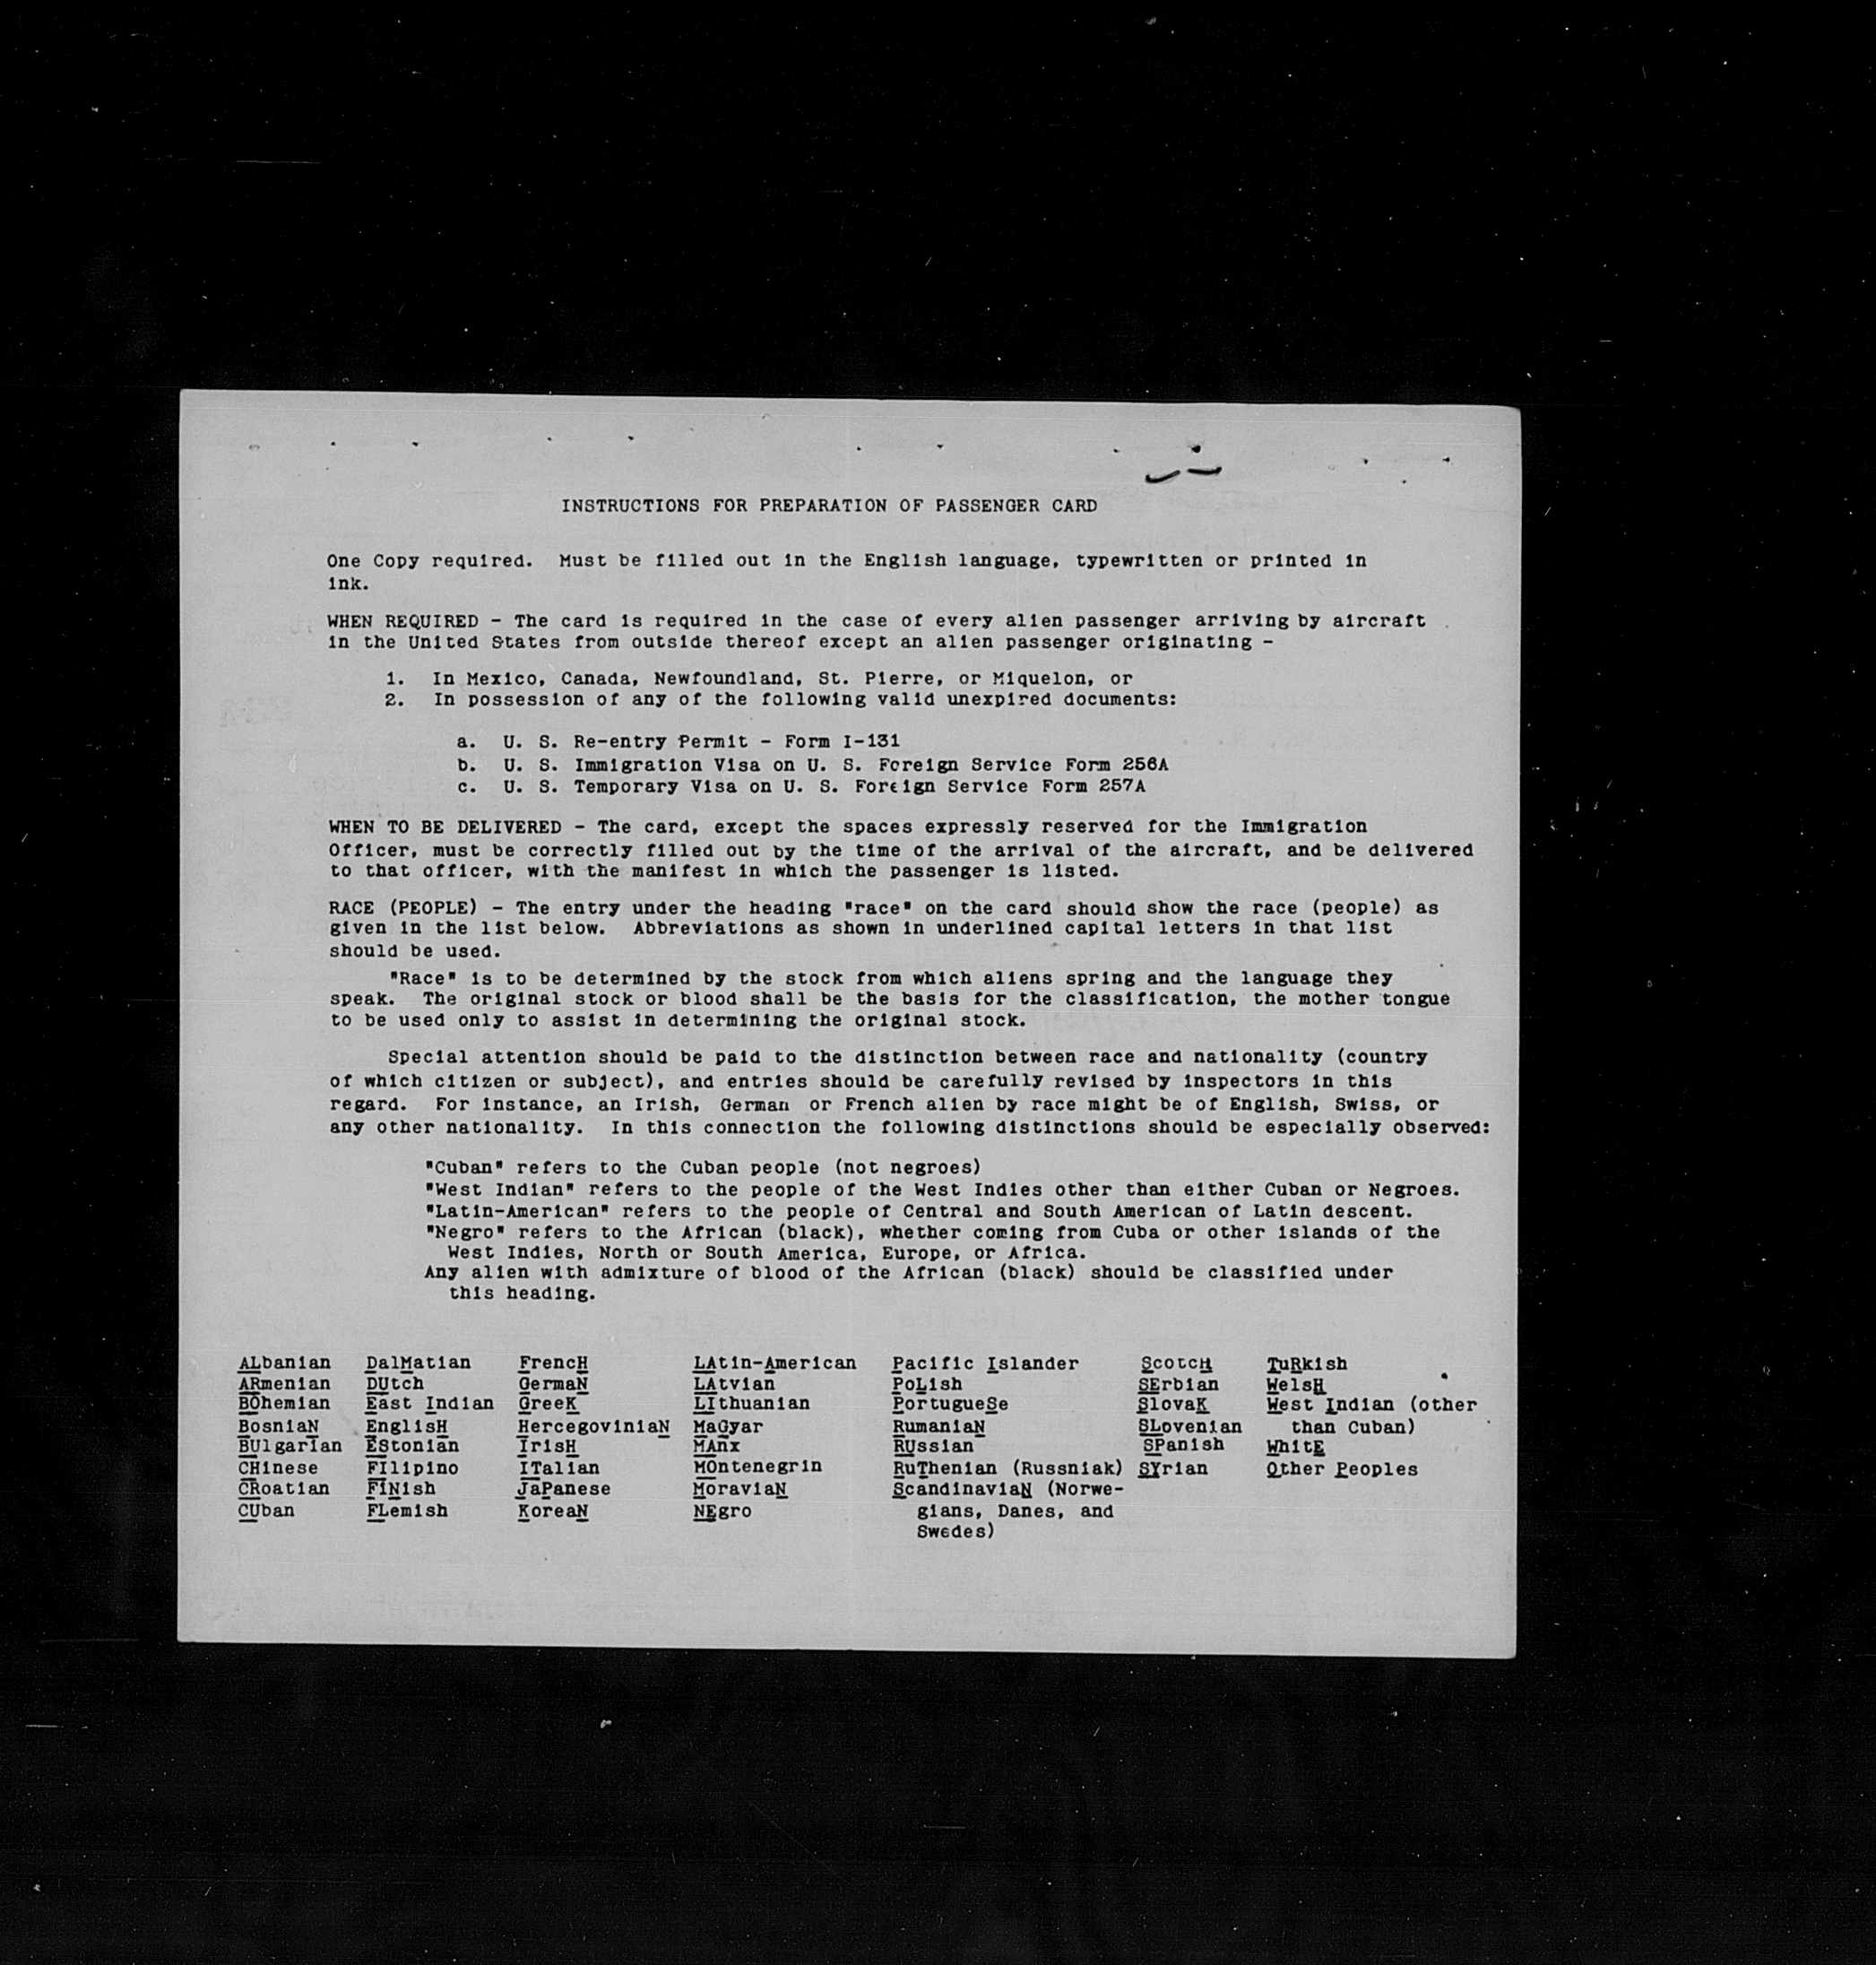 INSTRUCTIONS FOR PREPARATION OF PASSENGER CARD
One Copy required. Must be filled out in the English language, typewritten or printed in
ink.
WHEN REQUIRED - The card is required in the case of every alien passenger arriving by aircraft
in the United States from outside thereof except an alien passenger originating -
1. In Mexico, Canada, Newfoundland, St. Pierre, or Miquelon, or
2. In possession of any of the following valid unexpired documents:
a. U. S. Re-entry Permit - Form I-131
b. U. S. Immigration Visa on U. S. Foreign Service Form 256A
c. U. S. Temporary Visa on U. S. Foreign Service Form 257A
WHEN TO BE DELIVERED - The card, except the spaces expressly reserved for the Immigration
Officer, must be correctly filled out by the time of the arrival of the aircraft, and be delivered
to that officer, with the manifest in which the passenger is listed.
RACE (PEOPLE) - The entry under the heading "race" on the card should show the race (people) as
given in the list below. Abbreviations as shown in underlined capital letters in that list
should be used.
"Race" is to be determined by the stock from which aliens spring and the language they
speak. The original stock or blood shall be the basis for the classification, the mother tongue
to be used only to assist in determining the original stock.
Special attention should be paid to the distinction between race and nationality (country
of which citizen or subject), and entries should be carefully revised by inspectors in this
regard. For instance, an Irish, German or French alien by race might be of English, Swiss, or
any other nationality. In this connection the following distinctions should be especially observed:
"Cuban" refers to the Cuban people (not negroes)
"West Indian" refers to the people of the West Indies other than either Cuban or Negroes.
"Latin-American" refers to the people of Central and South American of Latin descent.
"Negro" refers to the African (black), whether coming from Cuba or other islands of the
West Indies, North or South America, Europe, or Africa.
Any alien with admixture of blood of the African (black) should be classified under
this heading.
ALbanian DalMatian FrencH LAtin-American Pacific Islander ScotcH TuRkish
ARmenian DUtch GermaN LAtvian PoLish SErbian WelsH
BOhemian East Indian GreeK LIthuanian PortugueSe SlovaK West Indian (other
BosniaN EnglisH HercegoviniaN MaGyar RumaniaN SLovenian than Cuban)
BUlgarIan EStonian IrisH MAnx RUssian SPanish WhitE
CHinese FIlipino ITalian MOntenegrin RuThenian (Russniak) SYrian Other Peoples
CRoatian FINish JaPanese MoraviaN ScandinaviaN (Norwe-
CUban FLemish KoreaN NEgro gians, Danes, and
Swedes)